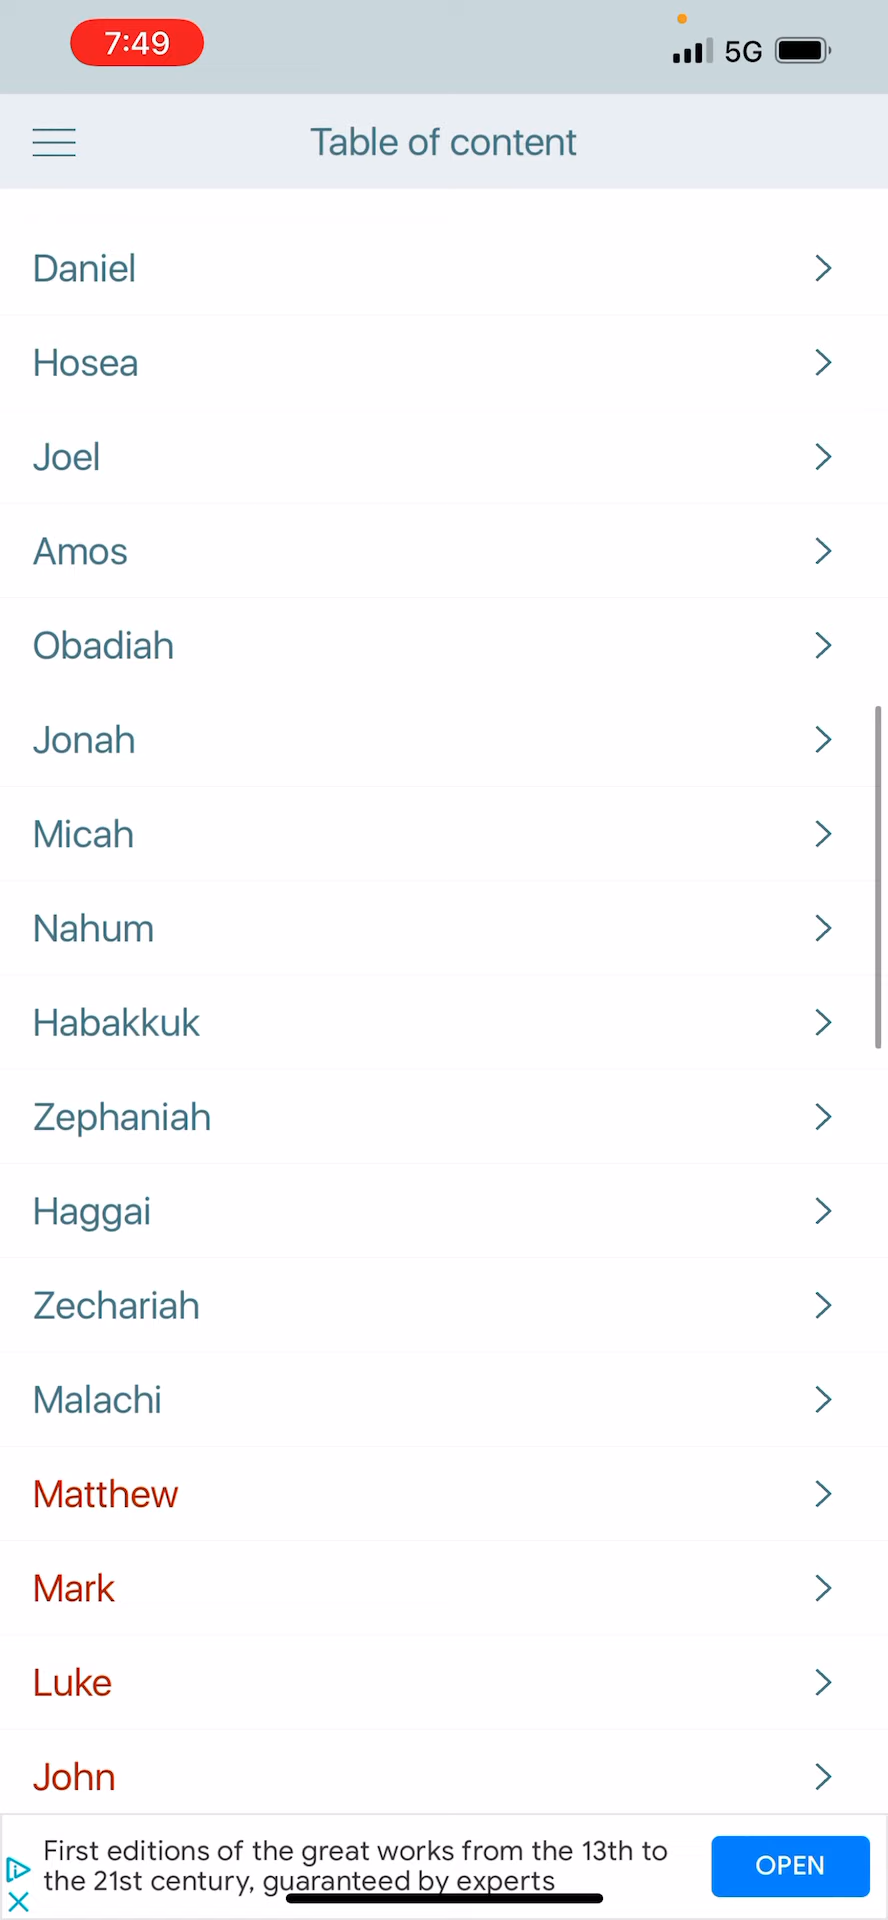 7:49
5G
Table of content
Daniel
Hosea
Joel
Amos
Obadiah
Jonah
Micah
Nahum
Habakkuk
Zephaniah
Haggai
Zechariah
Malachi
Matthew
Mark
Luke
John
First editions of the great works from the 13th to
the 21st century, guaranteed by experts
OPEN